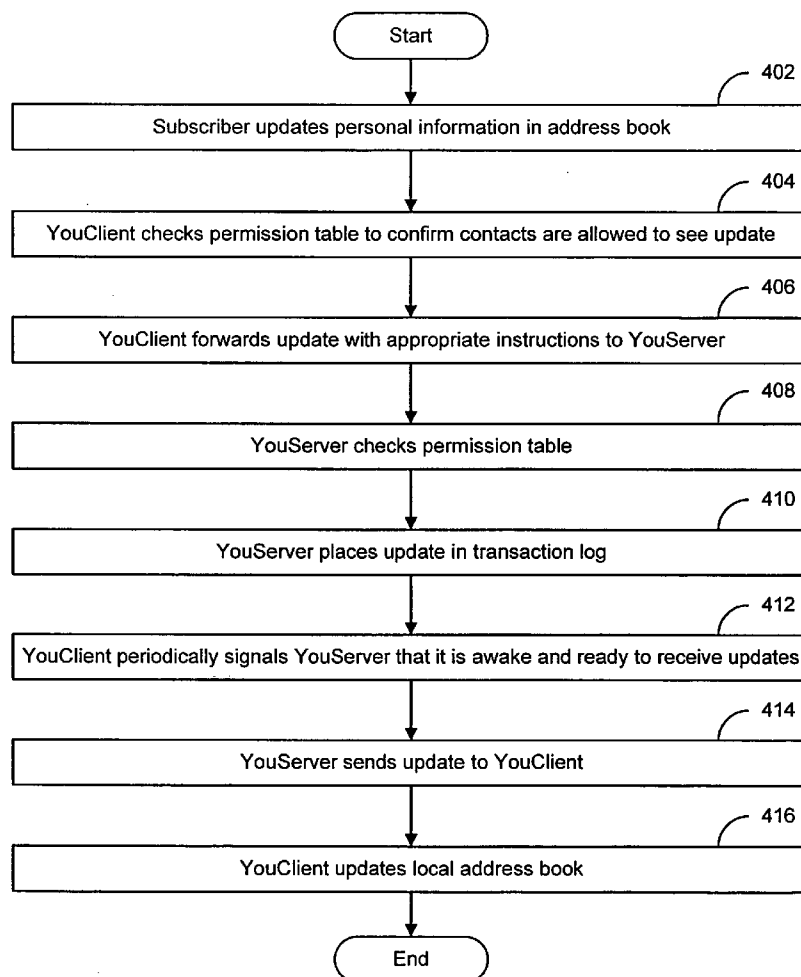 Start
402
Subscriber updates personal information in address book
404
YouClient checks permission table to confirm contacts are allowed to see update
406
YouClient forwards update with appropriate instructions to YouServer
408
YouServer checks permission table
410
YouServer places update in transaction log
412
YouClient periodically signals YouServer that it is awake and ready to receive updates
414
YouServer sends update to YouClient
416
YouClient updates local address book
End